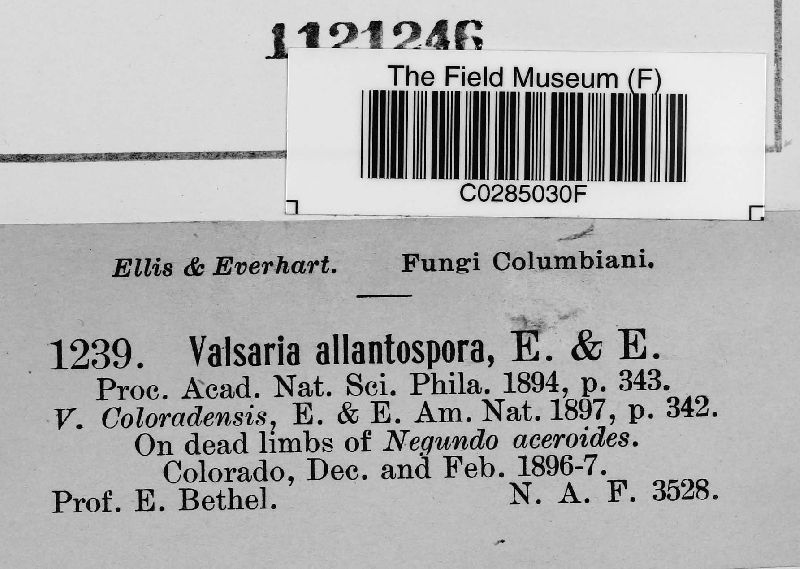 1121246
The Field Museum (F)
C0285030F
Ellis & Everhart. Fungi Columbiani.
1239. Valsaria allantospora, E. & E.
Proc. Acad. Nat. Sci. Phila. 1894, p. 343.
V. Coloradensis, E. & E. Am. Nat. 1897, p. 342.
On dead limbs of Negundo aceroides.
Colorado, Dec. and Feb. 1896-7.
Prof. E. Bethel. N. A. F. 3528.